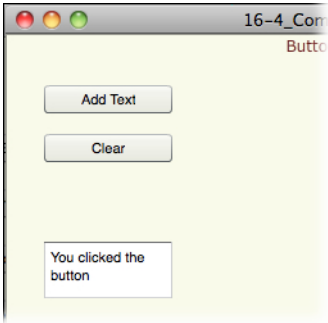 16-4_Com
Butto
Add Text
Clear
You clicked the
button